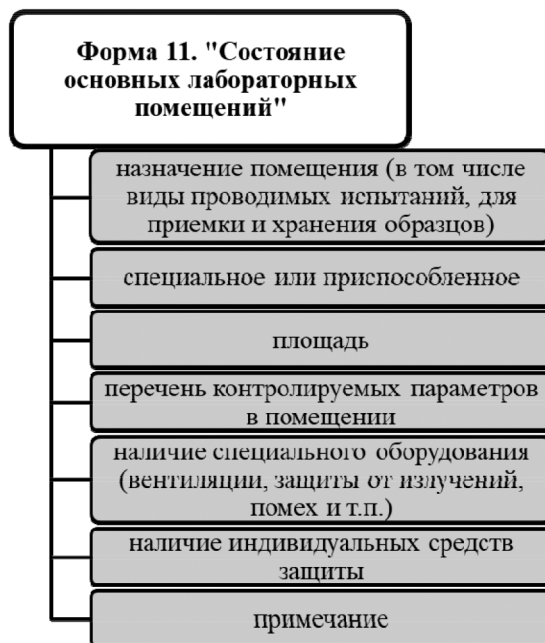 Форма 11. "Состояние
основных лабораторных
помещений"
назначение помещения (в том числе
виды проводимых испытаний, для
приемки и хранения образцов)
специальное или приспособленное
площадь
перечень контролируемых параметров
в помещении
наличие специального оборудования
(вентиляции, защиты от излучений,
помех и т.п.)
наличие индивидуальных средств
защиты
примечание